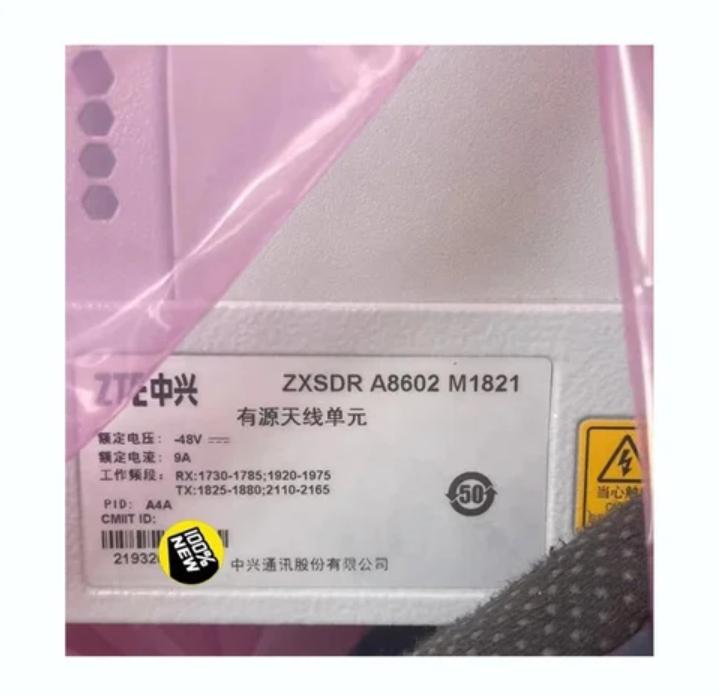 ZTE中兴
ZXSDR A8602 M1821
有源天线单元
额定电压: -48V
额定电流: 9A
工作频段: RX:1730-1785;1920-1975
TX:1825-1880;2110-2165
PID: A4A
CMIIT ID:
21932
100%
NEW
中兴通讯股份有限公司
50
当心触